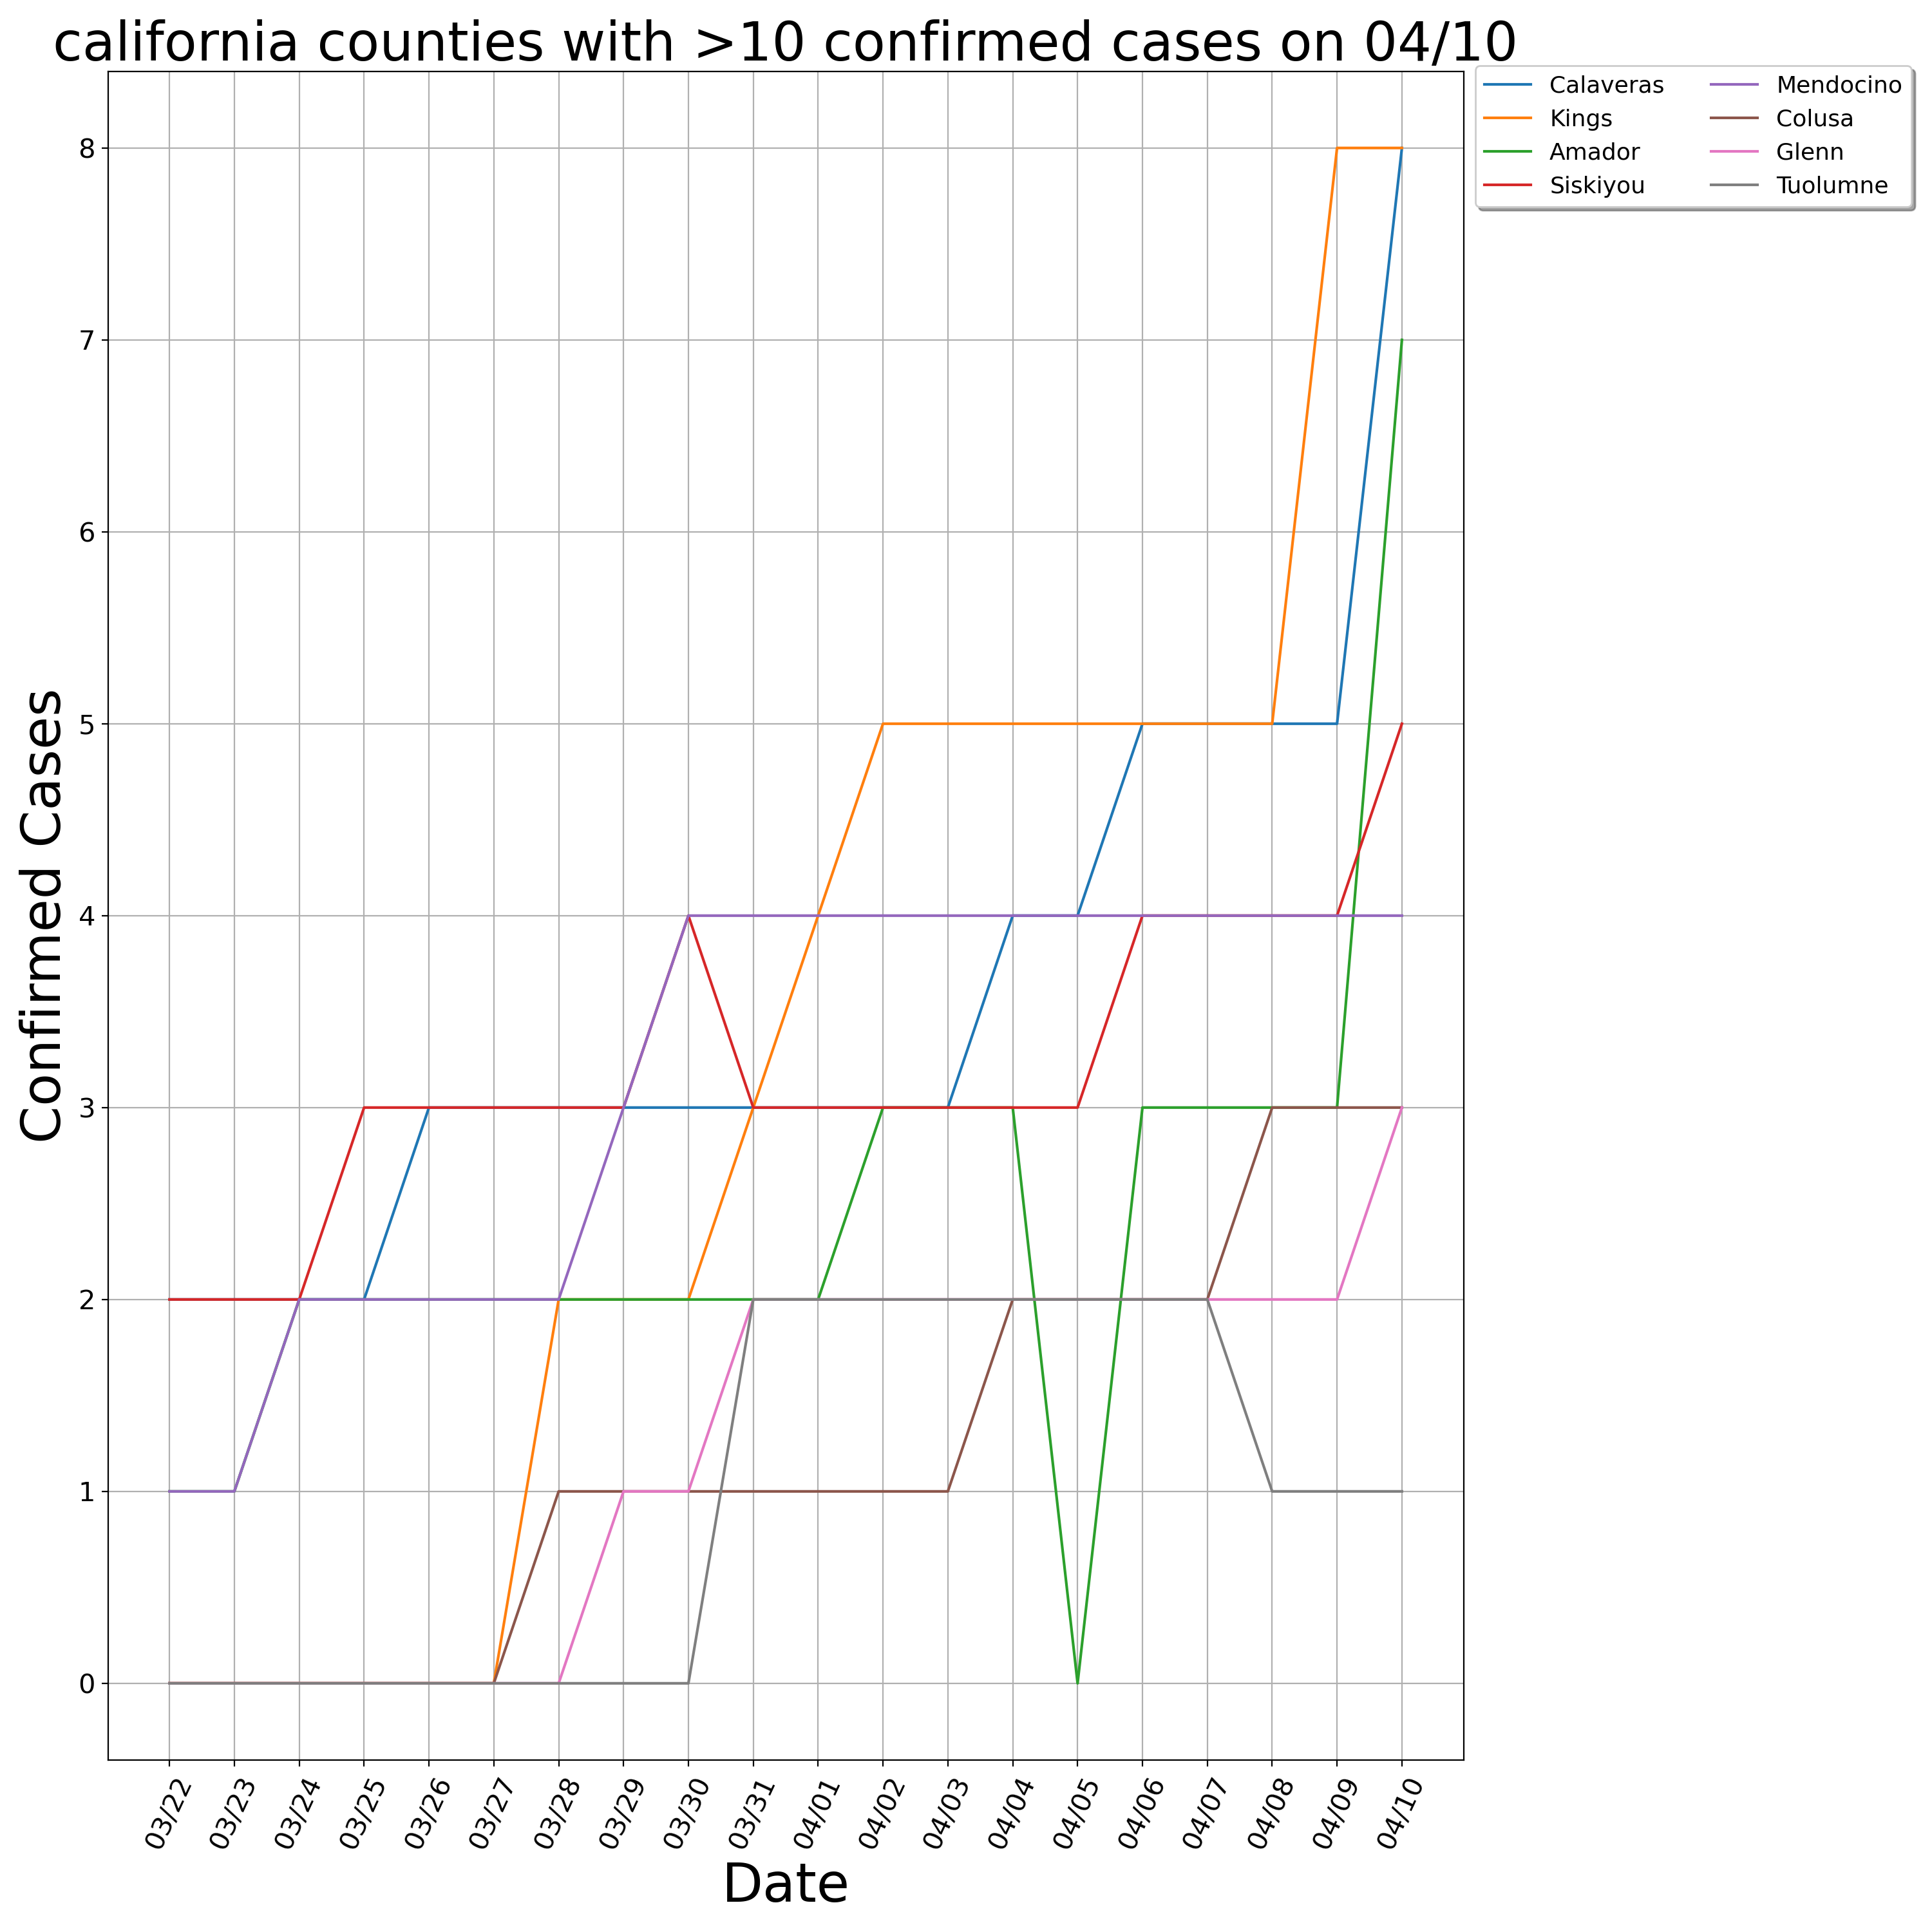 california counties with >10 confirmed cases on 04/10
Calaveras
Kings
Amador
Siskiyou
Mendocino
Colusa
Glenn
Tuolumne
Confirmed Cases
8
7
6
5
4
3
2
1
0
03/22
03/23
03/24
03/25
03/26
03/27
03/28
03/29
03/30
03/31
04/01
04/02
04/03
04/04
04/05
04/06
04/07
04/08
04/09
04/10
Date